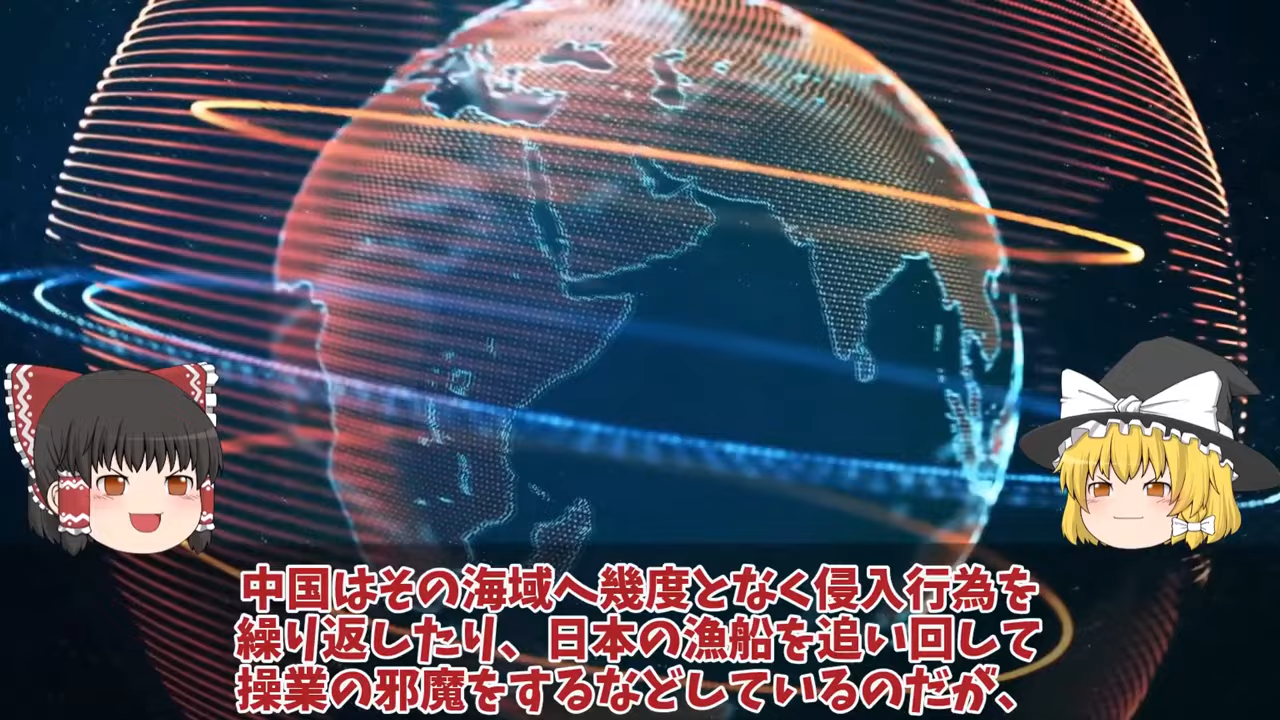 中国はその海域へ幾度となく侵入行為を
繰り返したり、日本の漁船を追い回して
操業の邪魔をするなどしているのだが、